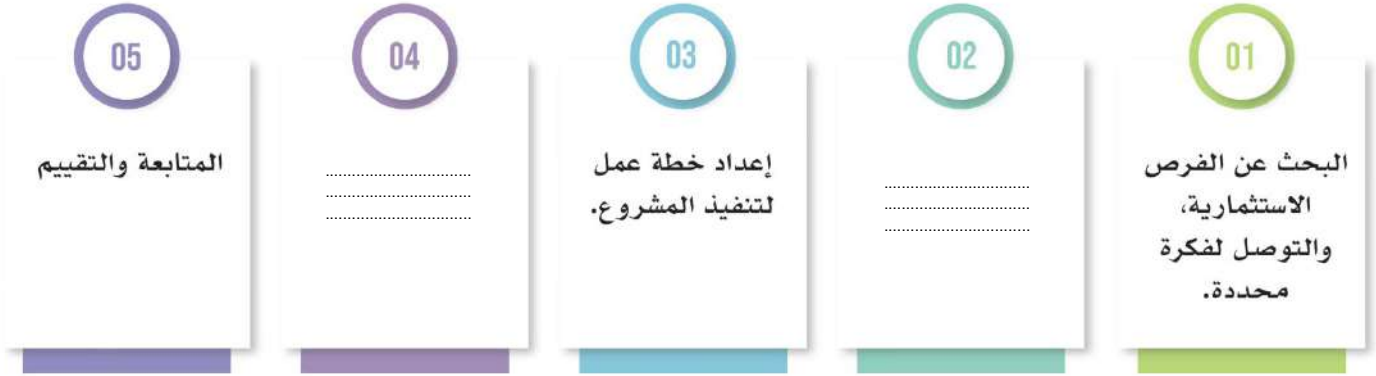 01
البحث عن الفرص
الاستثمارية،
والتوصل لفكرة
محددة.
02
..............................
..............................
..............................
03
إعداد خطة عمل
لتنفيذ المشروع.
04
..............................
..............................
..............................
05
المتابعة والتقييم